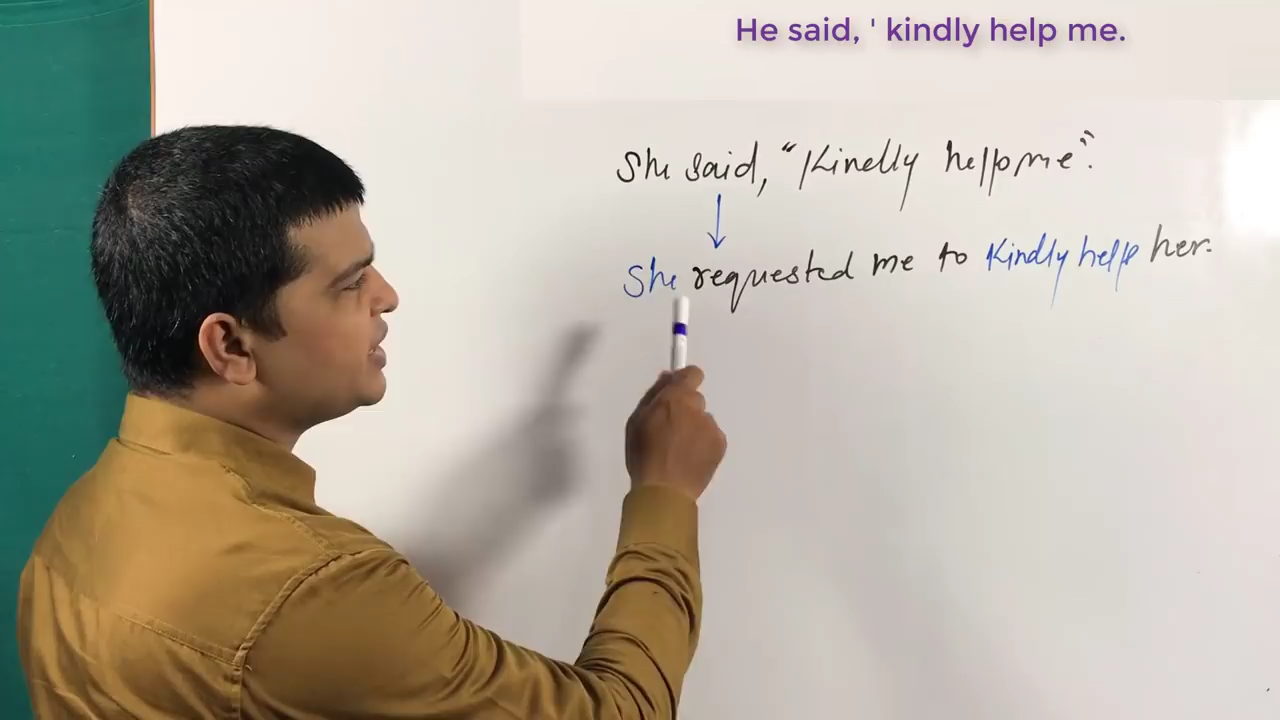 He said, ' kindly help me.
She said, "Kindly help me".
She requested me to Kindly help her.